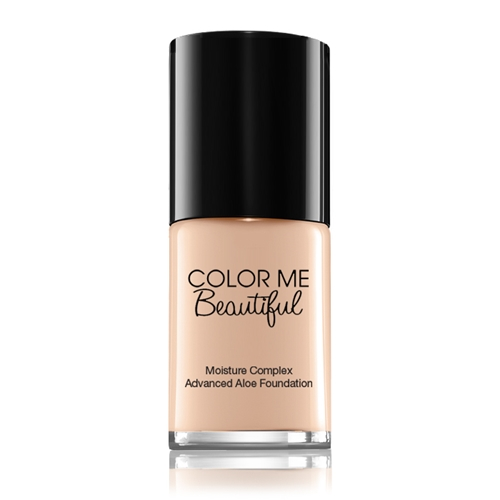 COLOR ME
Beautiful
Moisture Complex
Advanced Aloe Foundation